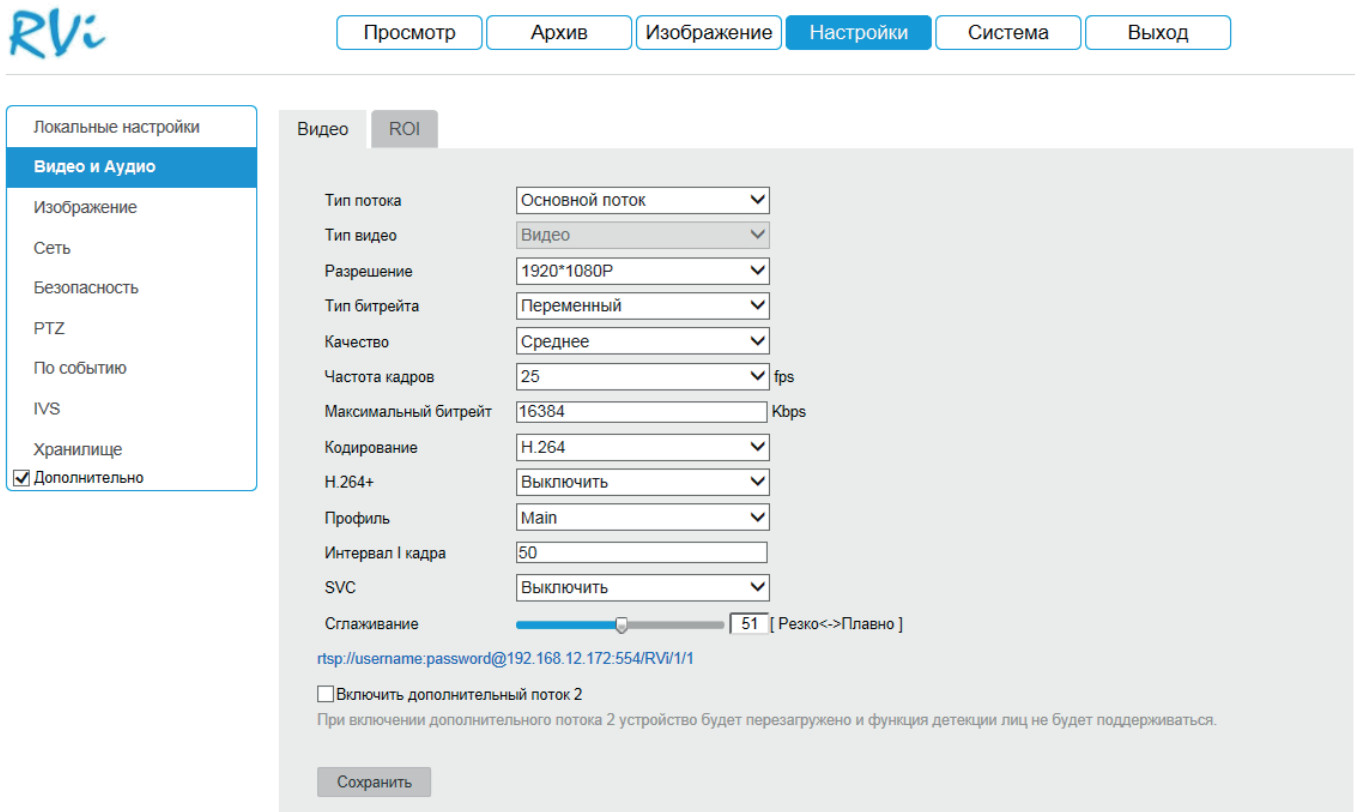 RVi
Просмотр Архив Изображение Настройки Система Выход
Локальные настройки
Видео и Аудио
Изображение
Сеть
Безопасность
PTZ
По событию
IVS
Хранилище
Дополнительно
Видео ROI
Тип потока Основной поток
Тип видео Видео
Разрешение 1920*1080P
Тип битрейта Переменный
Качество Среднее
Частота кадров 25 fps
Максимальный битрейт 16384 Kbps
Кодирование H.264
H.264+ Выключить
Профиль Main
Интервал I кадра 50
SVC Выключить
Сглаживание 51 [ Резко<->Плавно ]
rtsp://username:password@192.168.12.172:554/RVi/1/1
Включить дополнительный поток 2
При включении дополнительного потока 2 устройство будет перезагружено и функция детекции лиц не будет поддерживаться.
Сохранить